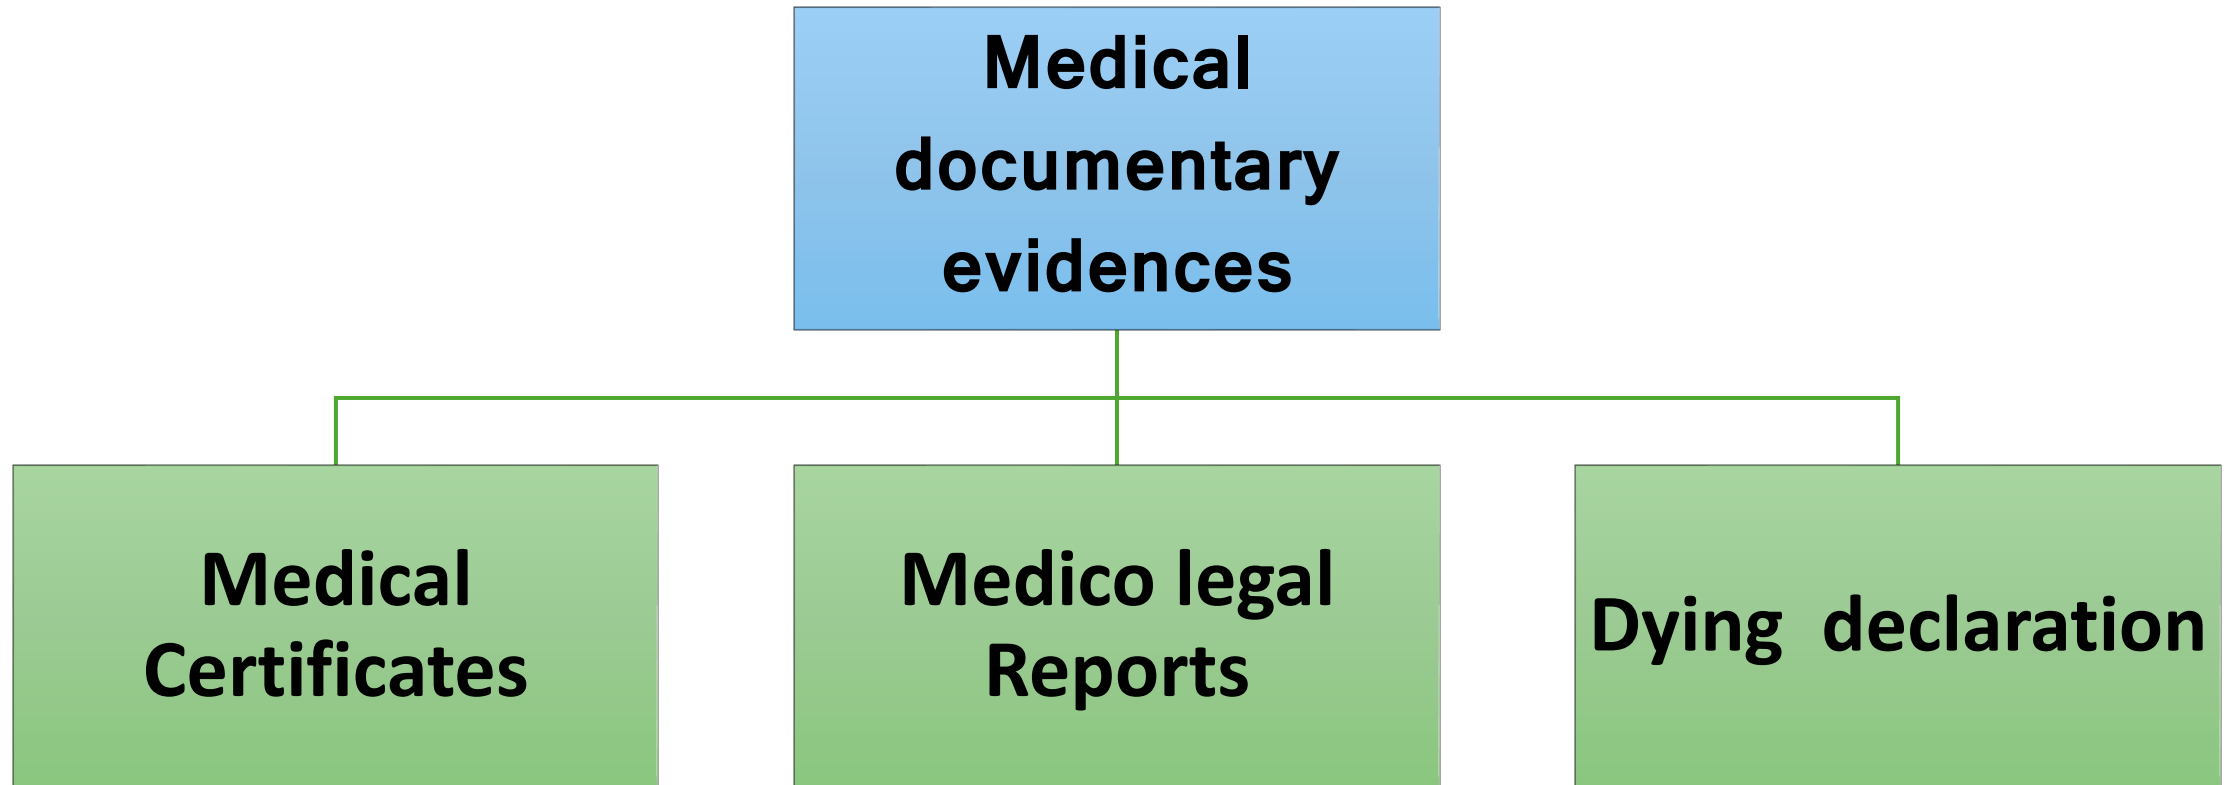 Medical
documentary
evidences
Medical
Certificates
Medico legal
Reports
Dying  declaration